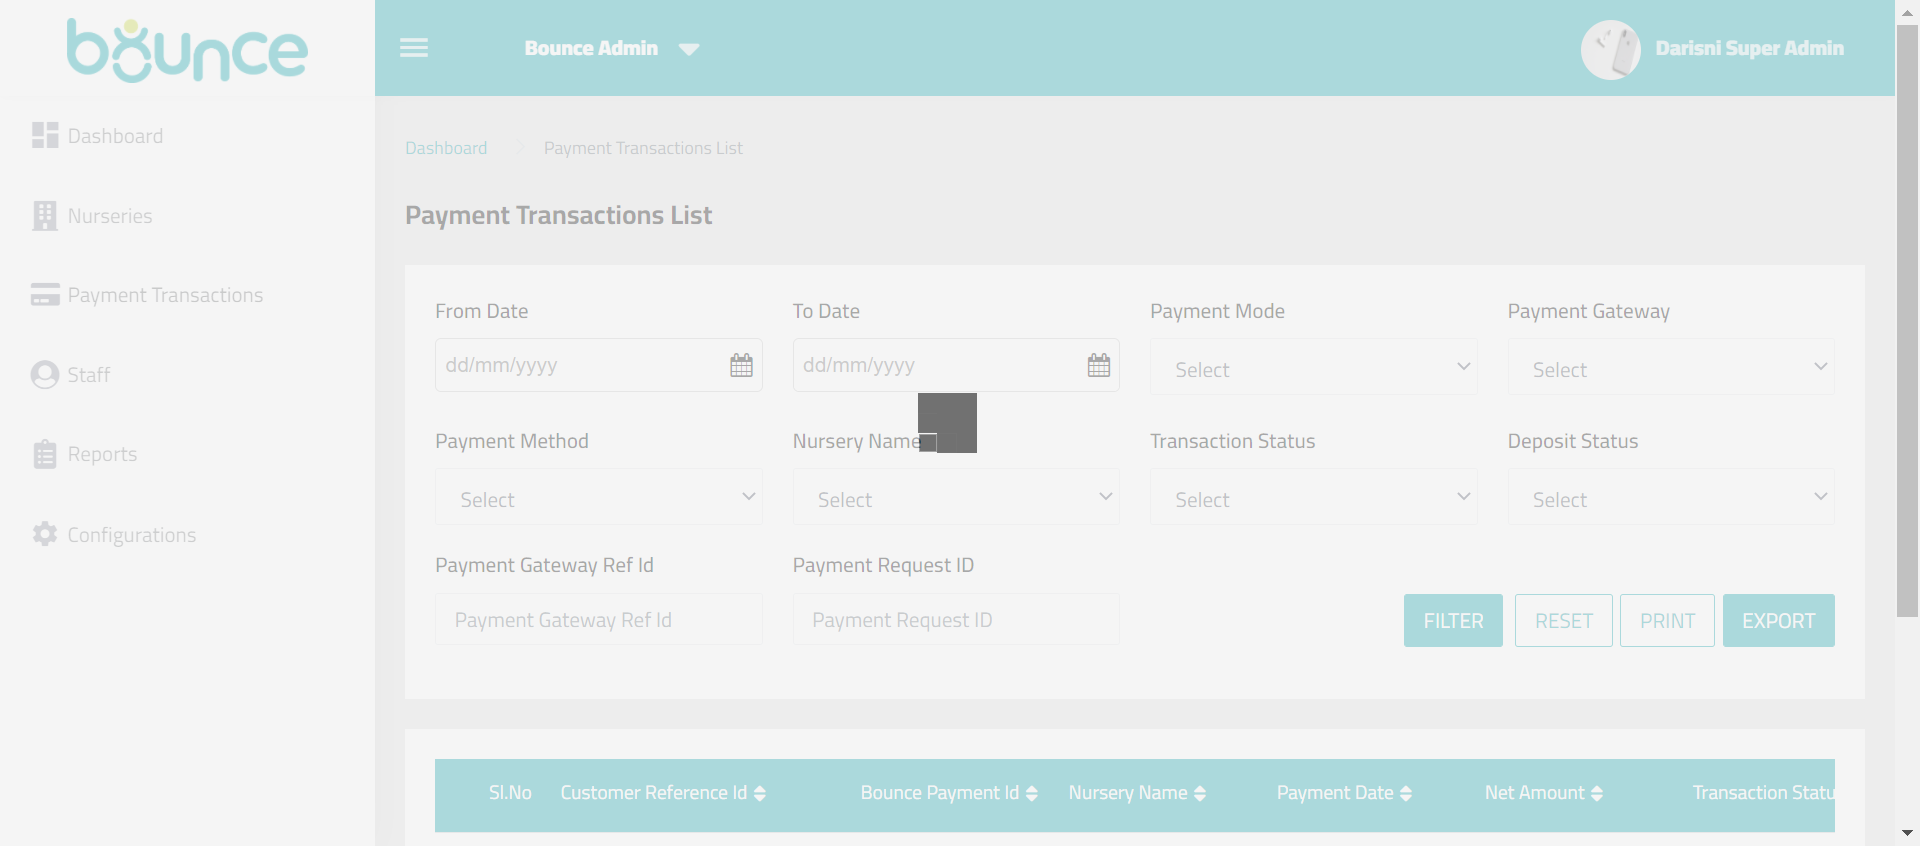 bounce
Bounce Admin
Darisni Super Admin
Dashboard
Nurseries
Payment Transactions
Staff
Reports
Configurations
Dashboard
Payment Transactions List
Payment Transactions List
From Date
To Date
Payment Mode
Payment Gateway
dd/mm/yyyy
dd/mm/yyyy
Select
Select
Payment Method
Nursery Name
Transaction Status
Deposit Status
Select
Select
Select
Select
Payment Gateway Ref Id
Payment Request ID
Payment Gateway Ref Id
Payment Request ID
FILTER
RESET
PRINT
EXPORT
Sl.No
Customer Reference Id
Bounce Payment Id
Nursery Name
Payment Date
Net Amount
Transaction Statu